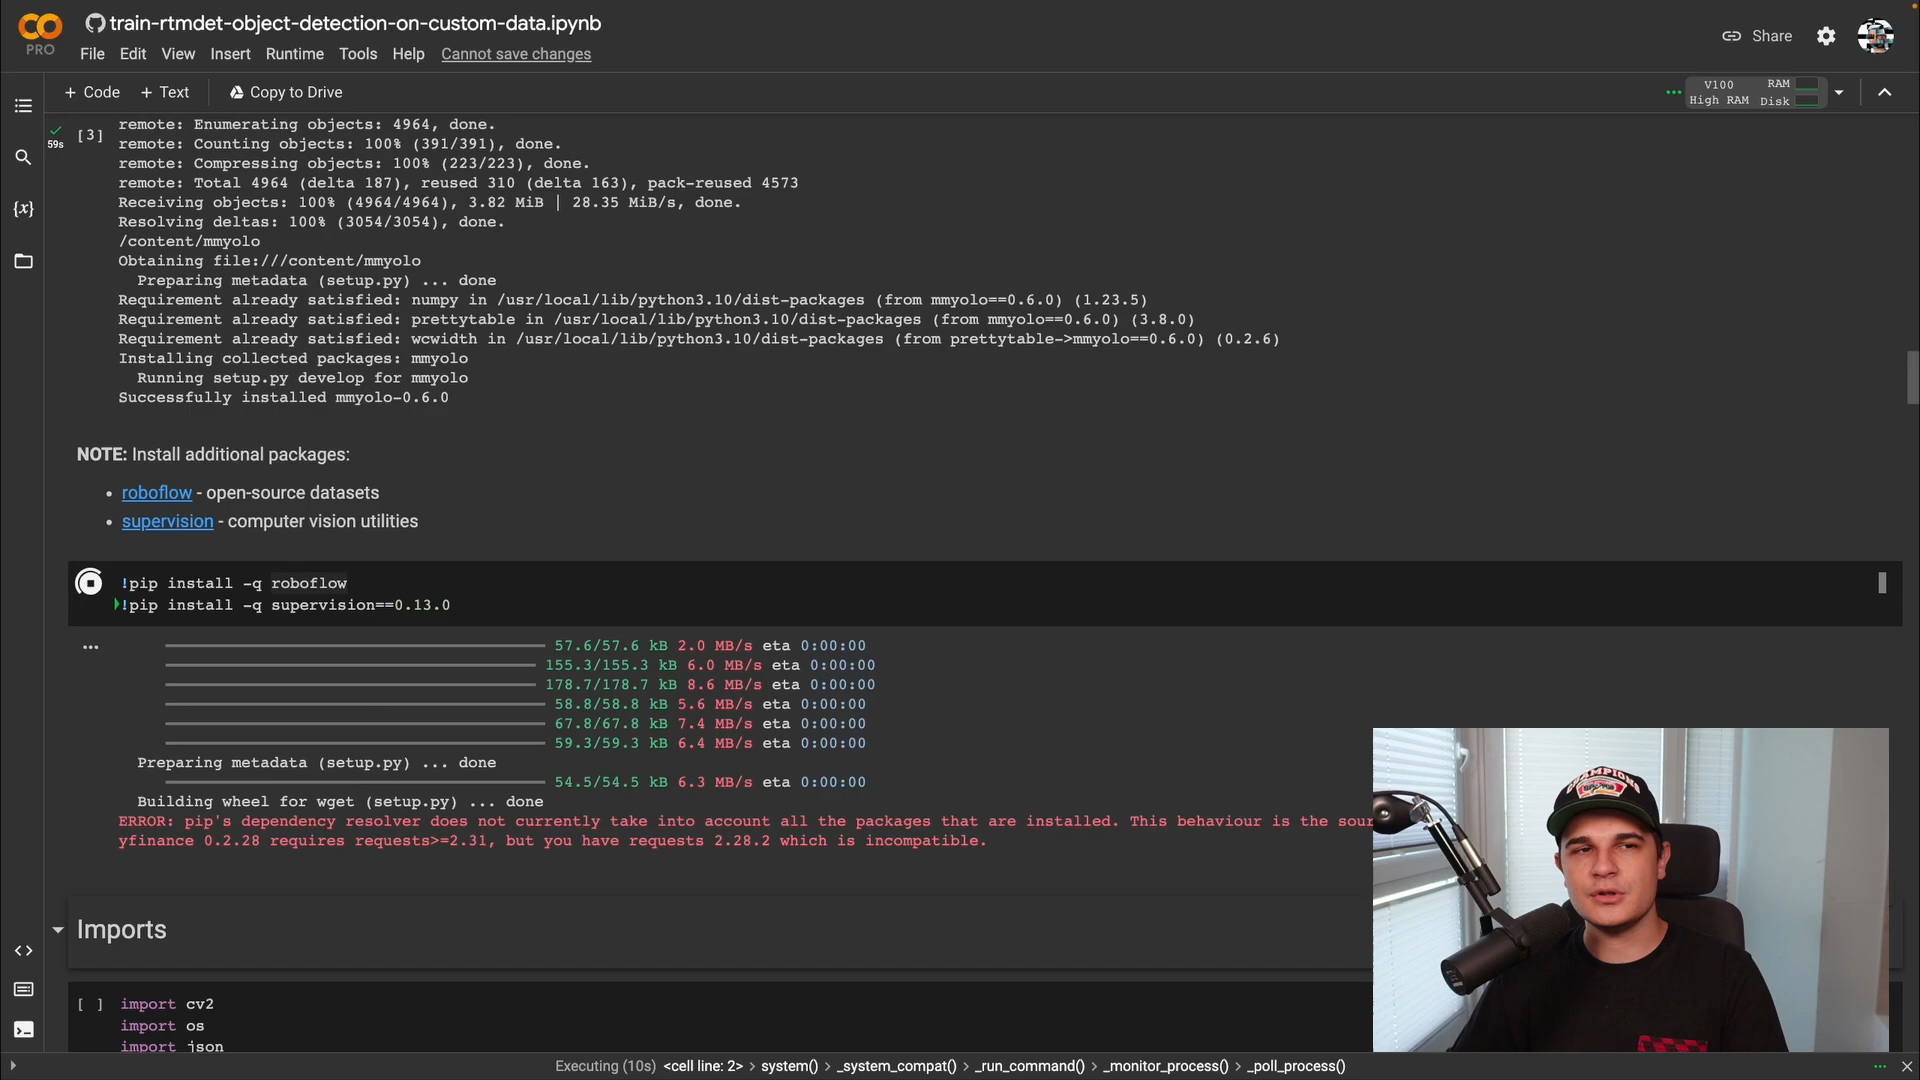 train-rtmdet-object-detection-on-custom-data.ipynb
PRO
File Edit View Insert Runtime Tools Help Cannot save changes
Share
+ Code + Text Copy to Drive
V100 RAM
High RAM Disk
remote: Enumerating objects: 4964, done.
59s
[3]
remote: Counting objects: 100% (391/391), done.
remote: Compressing objects: 100% (223/223), done.
remote: Total 4964 (delta 187), reused 310 (delta 163), pack-reused 4573
Receiving objects: 100% (4964/4964), 3.82 MiB | 28.35 MiB/s, done.
{x}
Resolving deltas: 100% (3054/3054), done.
/content/mmyolo
Obtaining file:///content/mmyolo
Preparing metadata (setup.py) ... done
Requirement already satisfied: numpy in /usr/local/lib/python3.10/dist-packages (from mmyolo==0.6.0) (1.23.5)
Requirement already satisfied: prettytable in /usr/local/lib/python3.10/dist-packages (from mmyolo==0.6.0) (3.8.0)
Requirement already satisfied: wcwidth in /usr/local/lib/python3.10/dist-packages (from prettytable->mmyolo==0.6.0) (0.2.6)
Installing collected packages: mmyolo
Running setup.py develop for mmyolo
Successfully installed mmyolo-0.6.0
NOTE: Install additional packages:
• roboflow - open-source datasets
• supervision - computer vision utilities
!pip install -q roboflow
!pip install -q supervision==0.13.0
57.6/57.6 kB 2.0 MB/s eta 0:00:00
155.3/155.3 kB 6.0 MB/s eta 0:00:00
178.7/178.7 kB 8.6 MB/s eta 0:00:00
58.8/58.8 kB 5.6 MB/s eta 0:00:00
67.8/67.8 kB 7.4 MB/s eta 0:00:00
59.3/59.3 kB 6.4 MB/s eta 0:00:00
Preparing metadata (setup.py) ... done
54.5/54.5 kB 6.3 MB/s eta 0:00:00
Building wheel for wget (setup.py) ... done
ERROR: pip's dependency resolver does not currently take into account all the packages that are installed. This behaviour is the sour
yfinance 0.2.28 requires requests>=2.31, but you have requests 2.28.2 which is incompatible.
CHAMPIONS
Imports
[ ] import cv2
import os
import json
Executing (10s) <cell line: 2> > system() > _system_compat() > _run_command() > _monitor_process() > _poll_process()